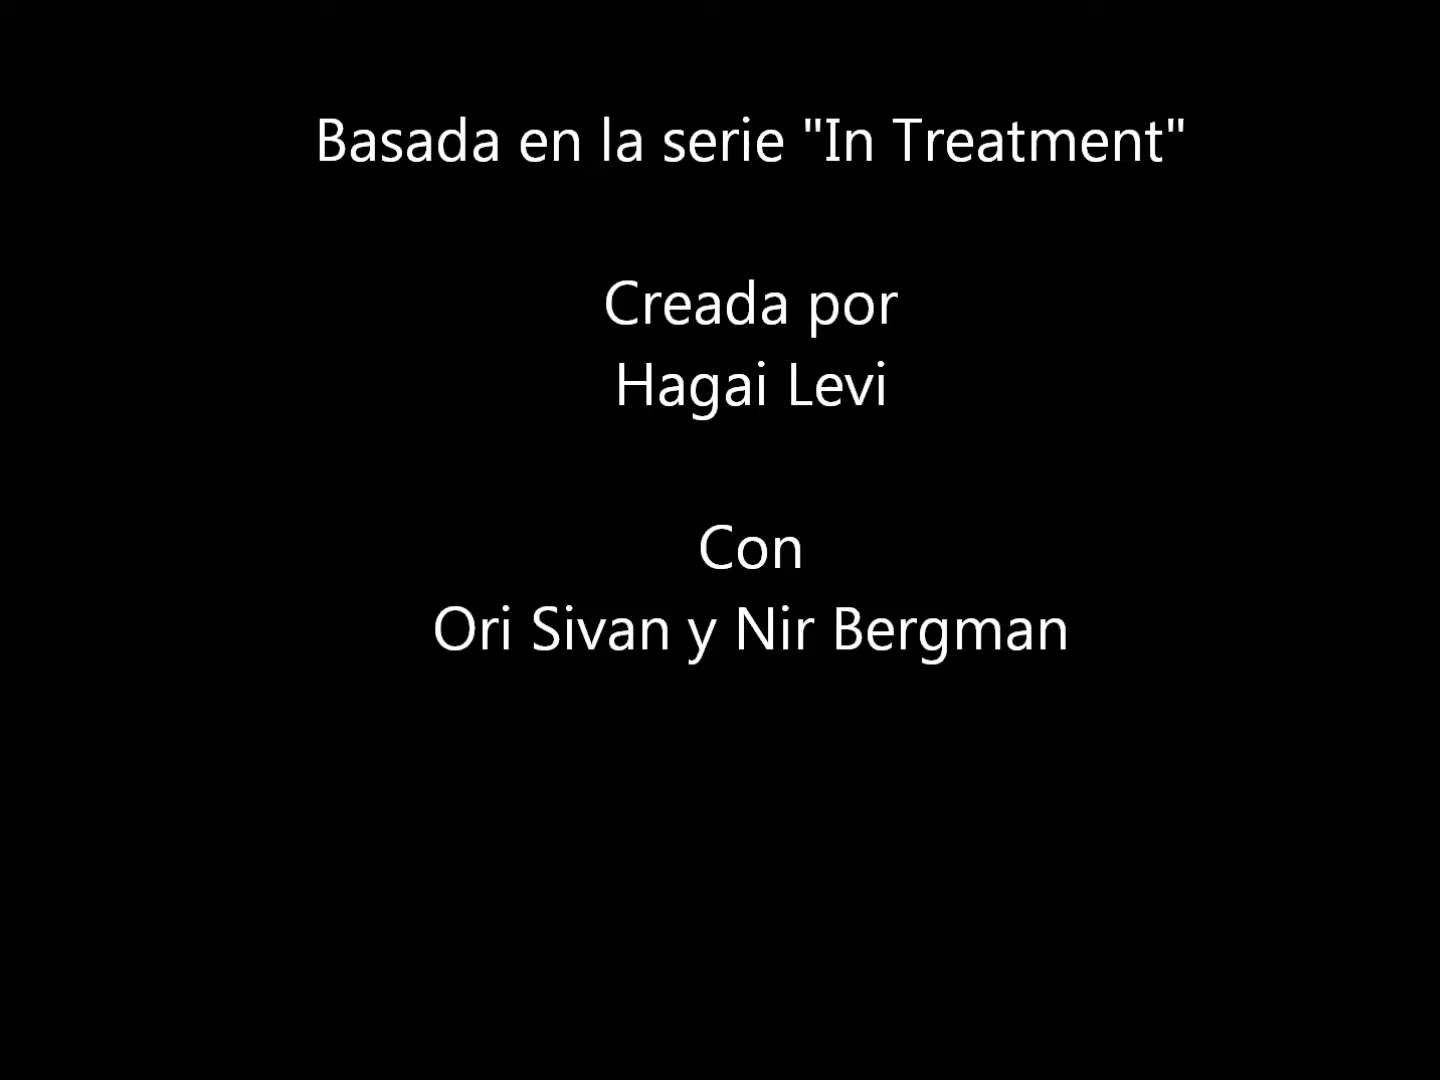 Basada en la serie "In Treatment"
Creada por
Hagai Levi
Con
Ori Sivan y Nir Bergman